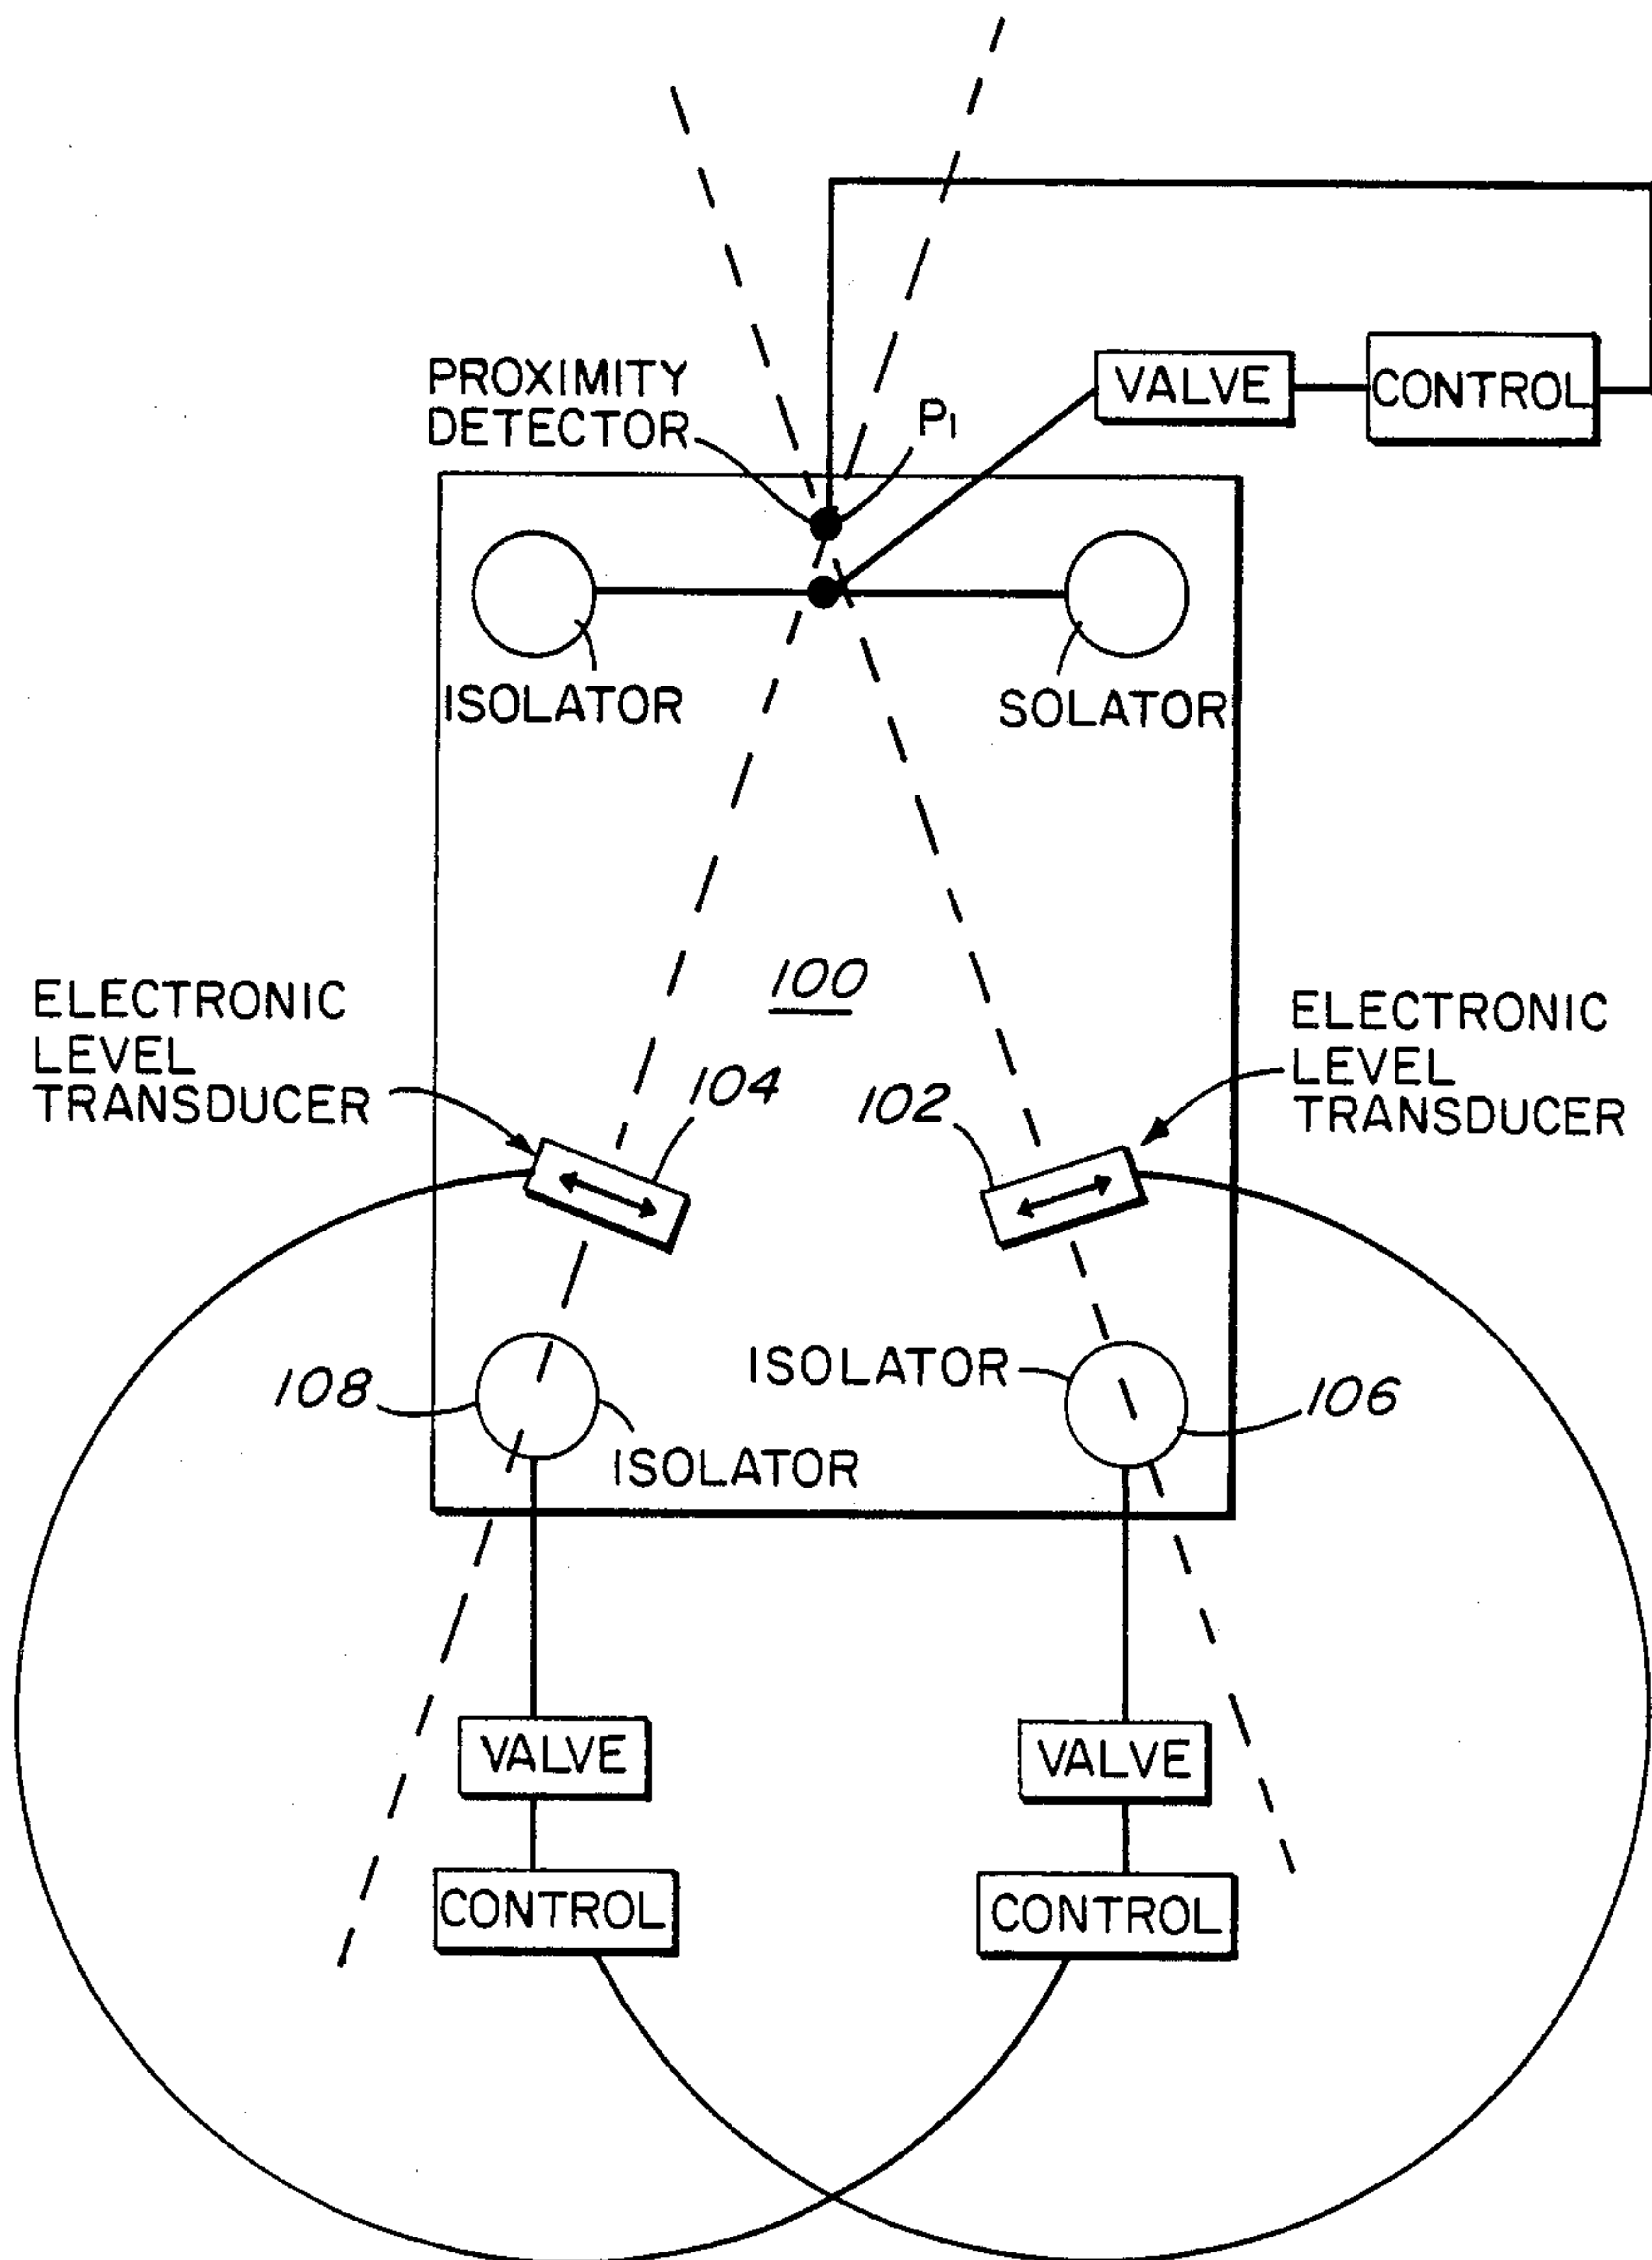 PROXIMITY
DETECTOR
P1
VALVE
CONTROL
ISOLATOR
SOLATOR
100
ELECTRONIC
LEVEL
TRANSDUCER
104
102
ELECTRONIC
LEVEL
TRANSDUCER
108
ISOLATOR
ISOLATOR
106
VALVE
VALVE
CONTROL
CONTROL